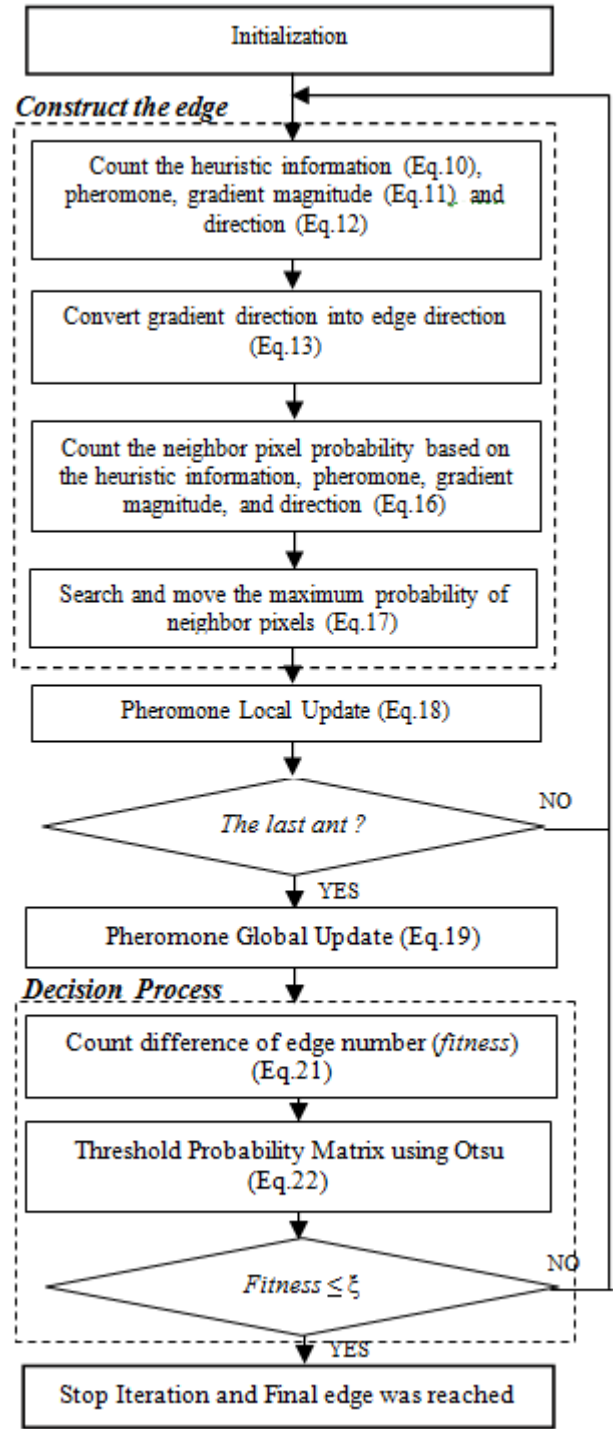 Initialization
Construct the edge
Count the heuristic information (Eq.10),
pheromone, gradient magnitude (Eq.11), and
direction (Eq.12)
Convert gradient direction into edge direction
(Eq.13)
Count the neighbor pixel probability based on
the heuristic information, pheromone, gradient
magnitude, and direction (Eq.16)
Search and move the maximum probability of
neighbor pixels (Eq.17)
Pheromone Local Update (Eq.18)
The last ant ?
NO
YES
Pheromone Global Update (Eq.19)
Decision Process
Count difference of edge number (fitness)
(Eq.21)
Threshold Probability Matrix using Otsu
(Eq.22)
Fitness ≤ ξ
NO
YES
Stop Iteration and Final edge was reached